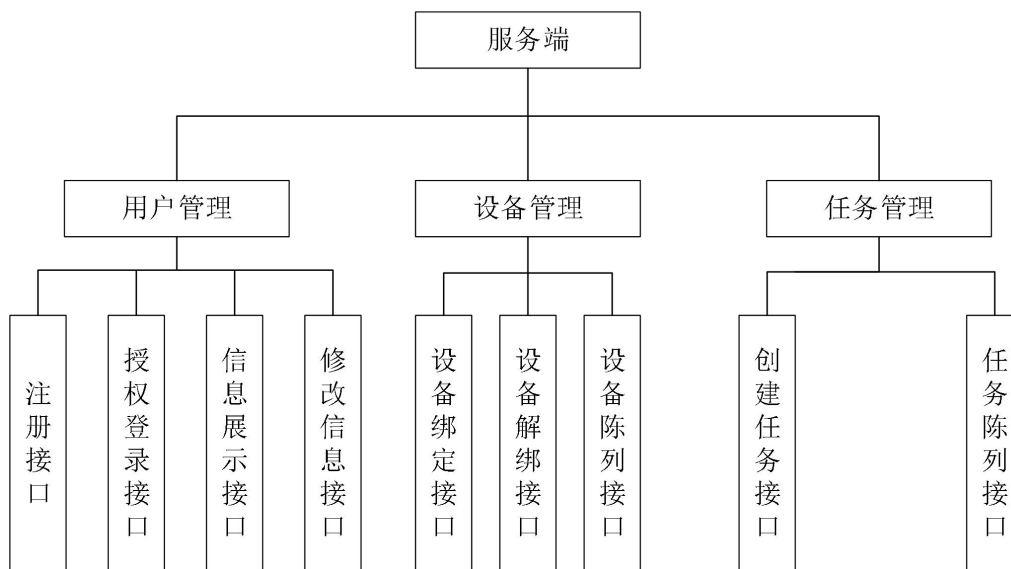 服务端
用户管理
设备管理
任务管理
注册接口
授权登录接口
信息展示接口
修改信息接口
设备绑定接口
设备解绑接口
设备陈列接口
创建任务接口
任务陈列接口